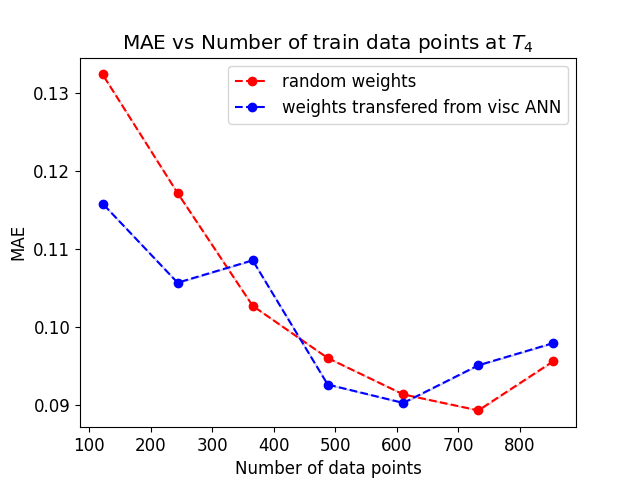 MAE vs Number of train data points at T₄
random weights
weights transfered from visc ANN
MAE
0.13
0.12
0.11
0.10
0.09
100 200 300 400 500 600 700 800
Number of data points